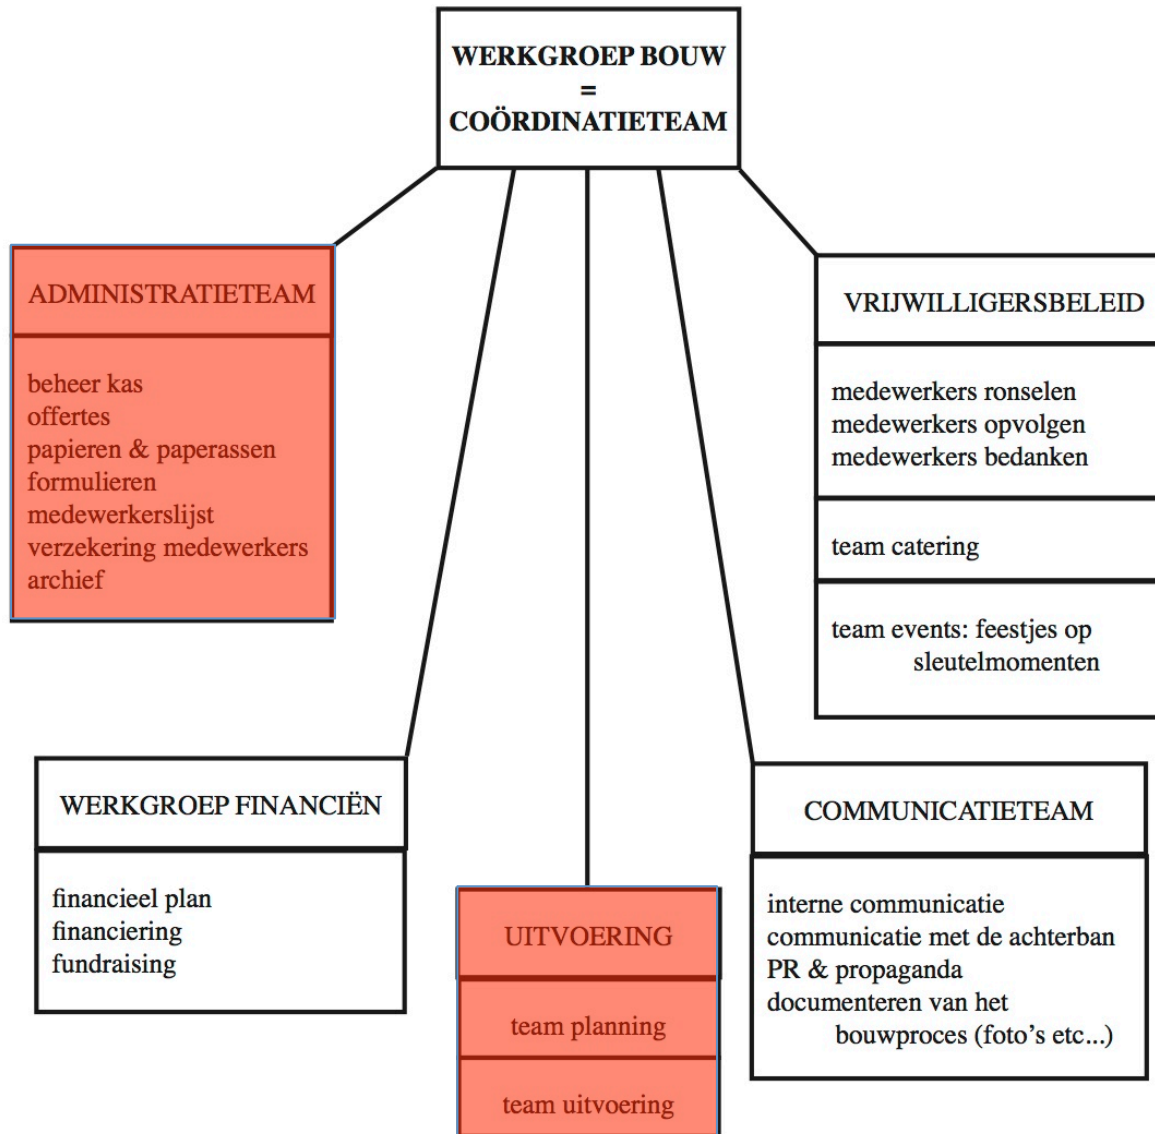 WERKGROEP BOUW
=
COÖRDINATIETEAM
ADMINISTRATIETEAM
beheer kas
offertes
papieren & paperassen
formulieren
medewerkerslijst
verzekering medewerkers
archief
VRIJWILLIGERSBELEID
medewerkers ronselen
medewerkers opvolgen
medewerkers bedanken
team catering
team events: feestjes op
sleutelmomenten
WERKGROEP FINANCIËN
financieel plan
financiering
fundraising
UITVOERING
team planning
team uitvoering
COMMUNICATIETEAM
interne communicatie
communicatie met de achterban
PR & propaganda
documenteren van het
bouwproces (foto’s etc...)